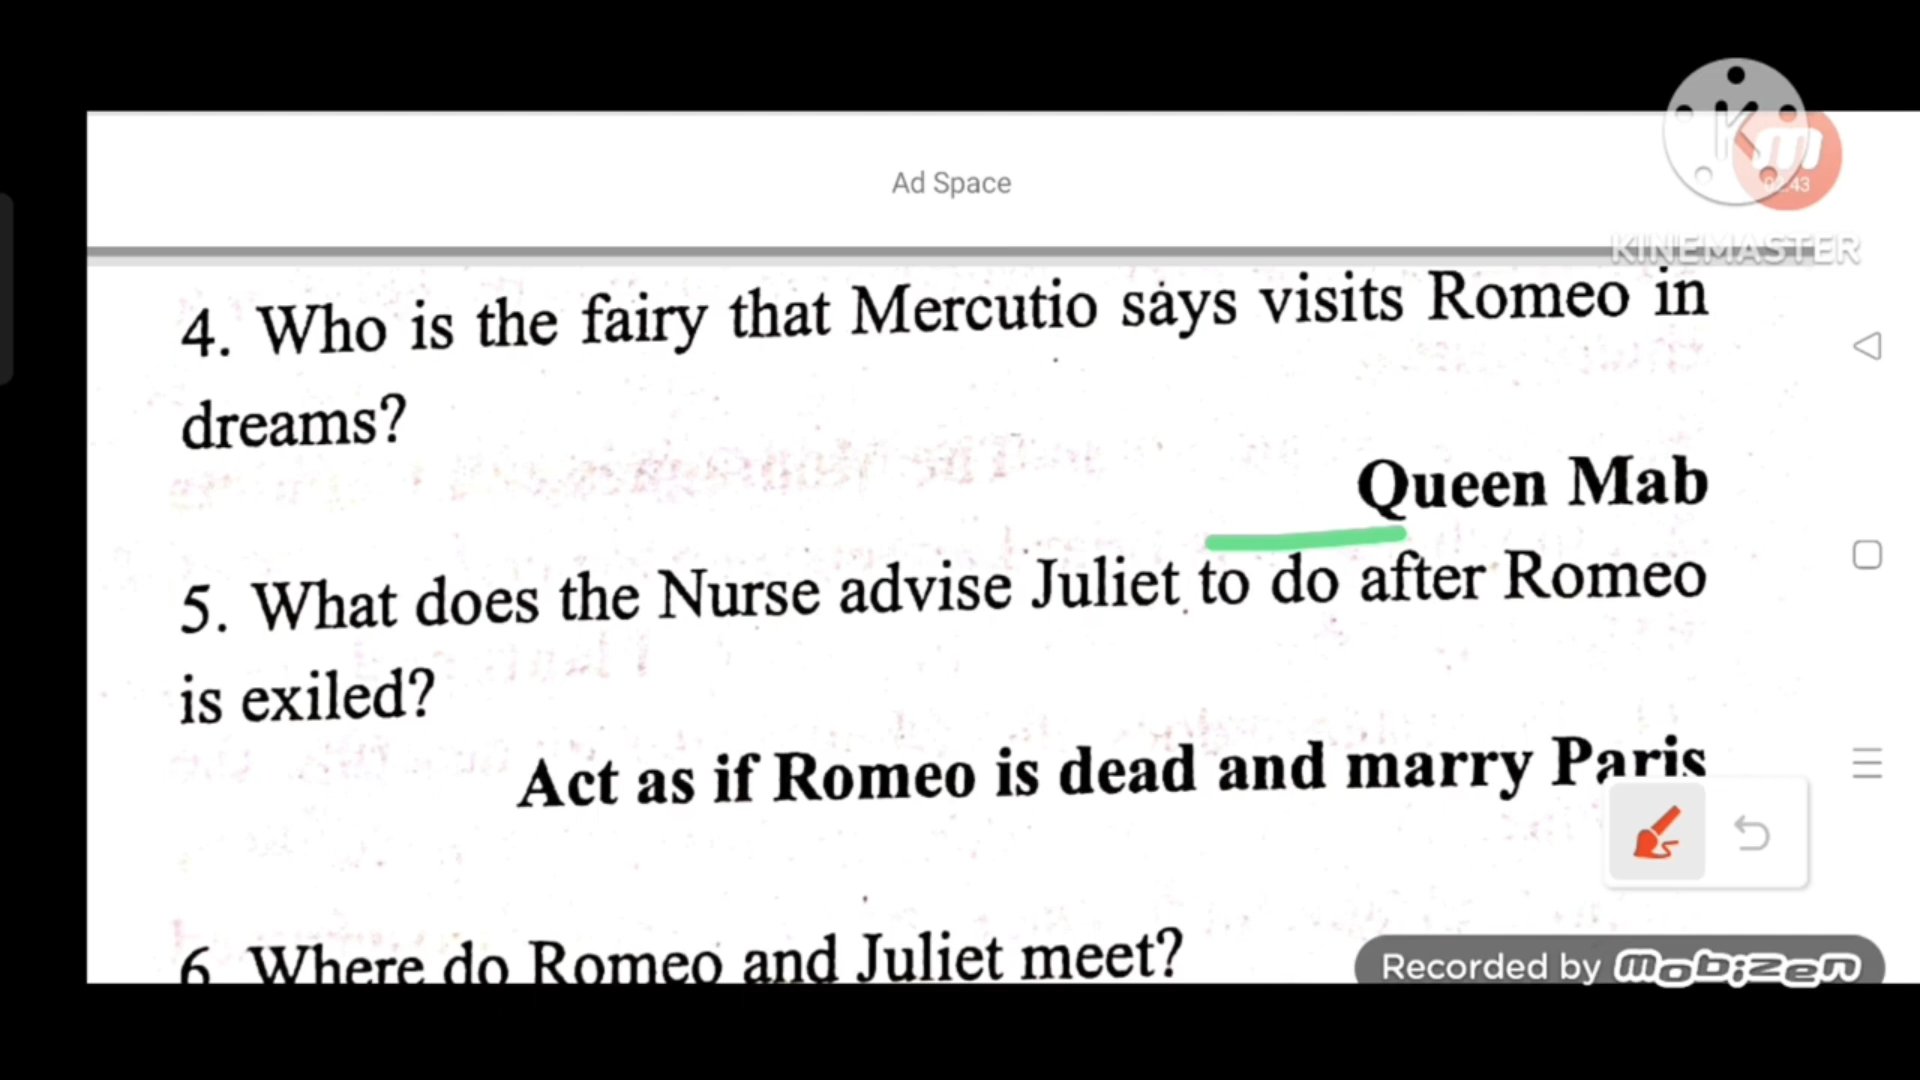 Ad Space
KINEMASTER
4. Who is the fairy that Mercutio says visits Romeo in
dreams?
Queen Mab
5. What does the Nurse advise Juliet to do after Romeo
is exiled?
Act as if Romeo is dead and marry Paris
6 Where do Romeo and Juliet meet?
Recorded by mobizen